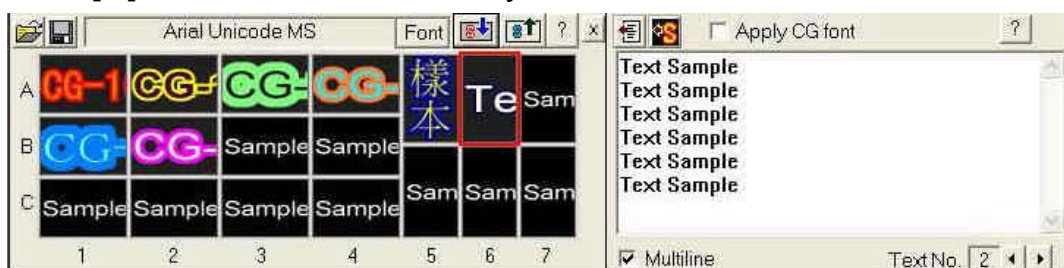 Arial Unicode MS Font ? x Apply CG font ?
A CG-1 CG- CG- CG- 樣本 Te Sam
B CG- CG- Sample Sample
C Sample Sample Sample Sample Sam Sam Sam
1 2 3 4 5 6 7
Text Sample
Text Sample
Text Sample
Text Sample
Text Sample
Text Sample
Multiline Text No. 2